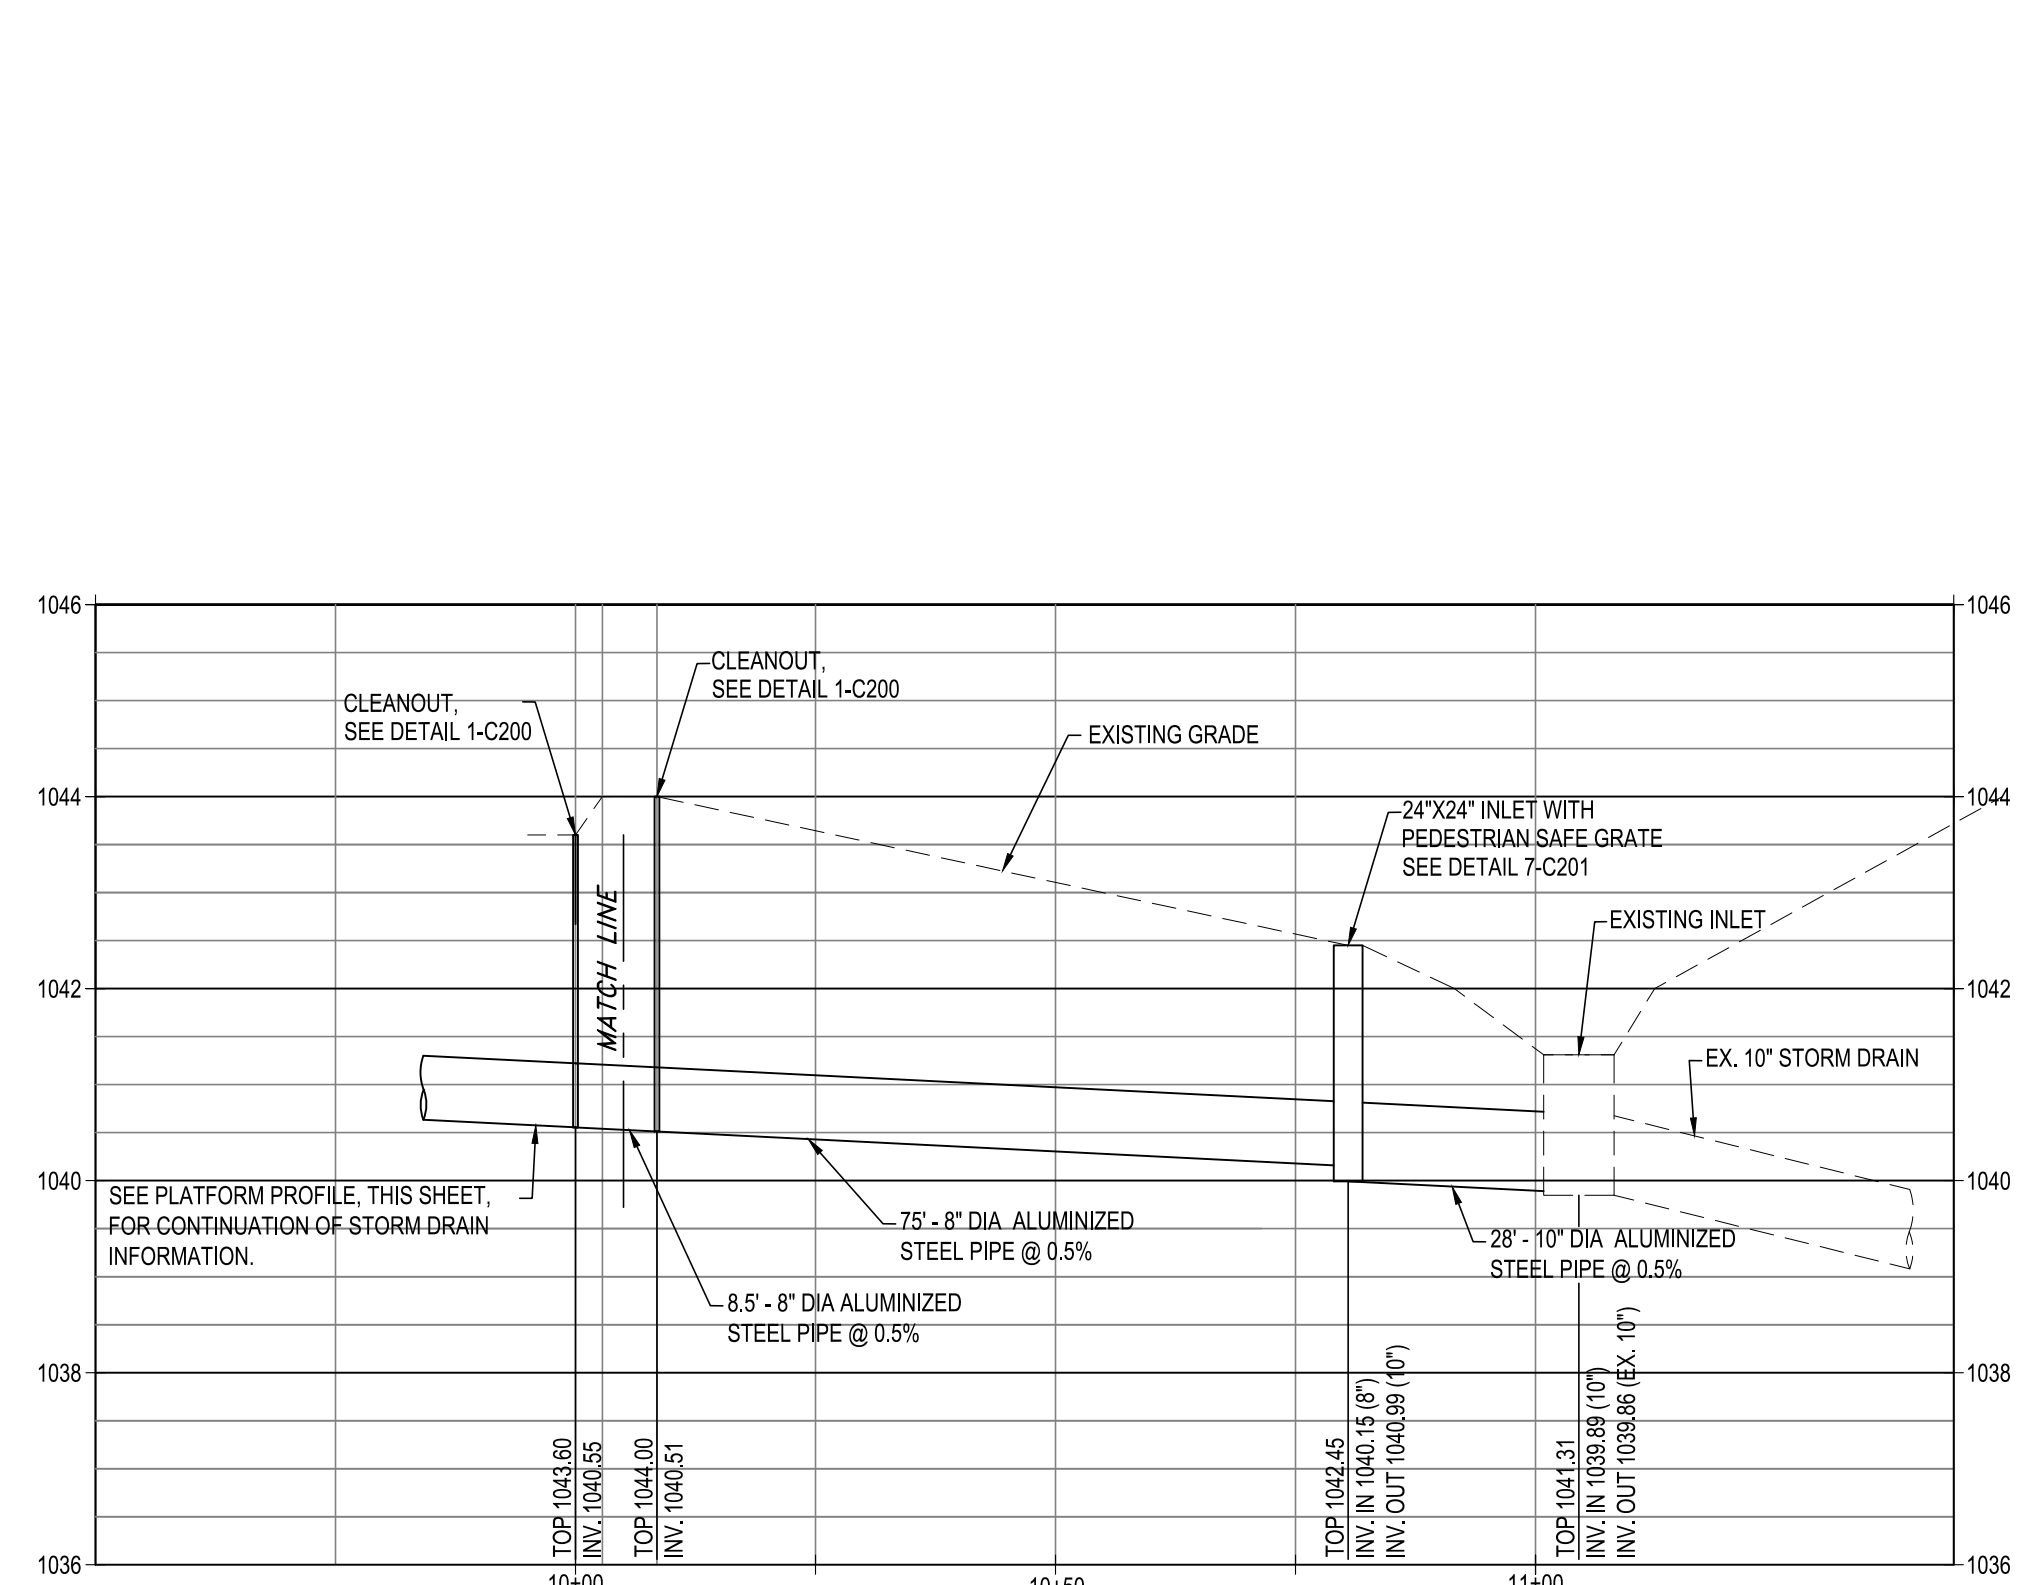 1046
1046
CLEANOUT,
SEE DETAIL 1-C200
CLEANOUT,
SEE DETAIL 1-C200
EXISTING GRADE
1044
1044
24"X24" INLET WITH
PEDESTRIAN SAFE GRATE
SEE DETAIL 7-C201
EXISTING INLET
MATCH LINE
1042
1042
EX. 10" STORM DRAIN
1040
1040
SEE PLATFORM PROFILE, THIS SHEET,
FOR CONTINUATION OF STORM DRAIN
INFORMATION.
75' - 8" DIA ALUMINIZED
STEEL PIPE @ 0.5%
28' - 10" DIA ALUMINIZED
STEEL PIPE @ 0.5%
8.5' - 8" DIA ALUMINIZED
STEEL PIPE @ 0.5%
1038
1038
TOP 1043.60
INV. 1040.55
TOP 1044.00
INV. 1040.51
TOP 1042.45
INV. IN 1040.15 (8")
INV. OUT 1040.99 (10")
TOP 1041.31
INV. IN 1039.89 (10")
INV. OUT 1039.86 (EX. 10")
1036
1036
10+00
10+50
11+00